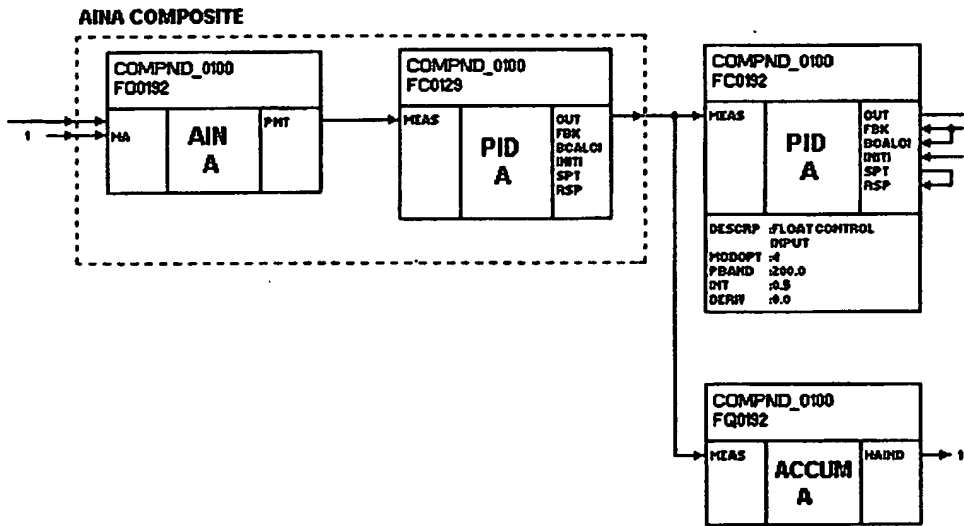 AINA COMPOSITE
COMPND_0100
FO0192
1
MA
AIN
A
PNT
COMPND_0100
FC0129
MEAS
PID
A
OUT
FBK
BCALCI
INITI
SPT
RSP
COMPND_0100
FC0192
MEAS
PID
A
OUT
FBK
BCALCI
INITI
SPT
RSP
DESCRP :FLOAT CONTROL
INPUT
MODOPT :4
PBAND :200.0
INT :0.5
DERIV :0.0
COMPND_0100
FQ0192
MEAS
ACCUM
A
1